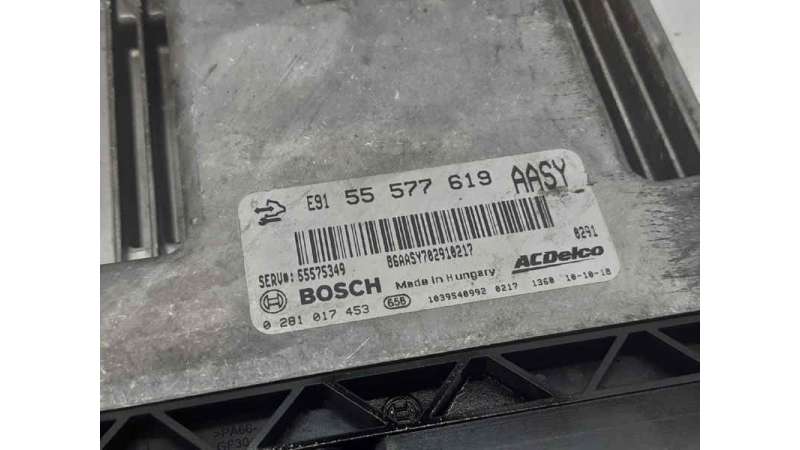 E91 55 577 619 AASY
B6AASY702910217 0291
SERV#: 55575349
BOSCH Made in Hungary ACDelco
0 281 017 453 656 1039S40992 0217 1360 10-10-18